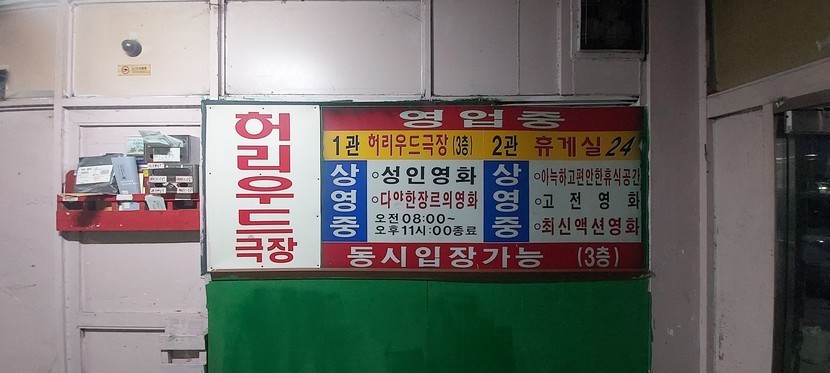 허리우드극장
영업중
1관 허리우드극장 (3층) 2관 휴게실 24
상영중
○성인영화
○다양한장르의영화
오전 08:00~
오후 11시:00종료
상영중
○아늑하고편안한휴식공간
○고전영화
○최신액션영화
동시입장가능 (3층)